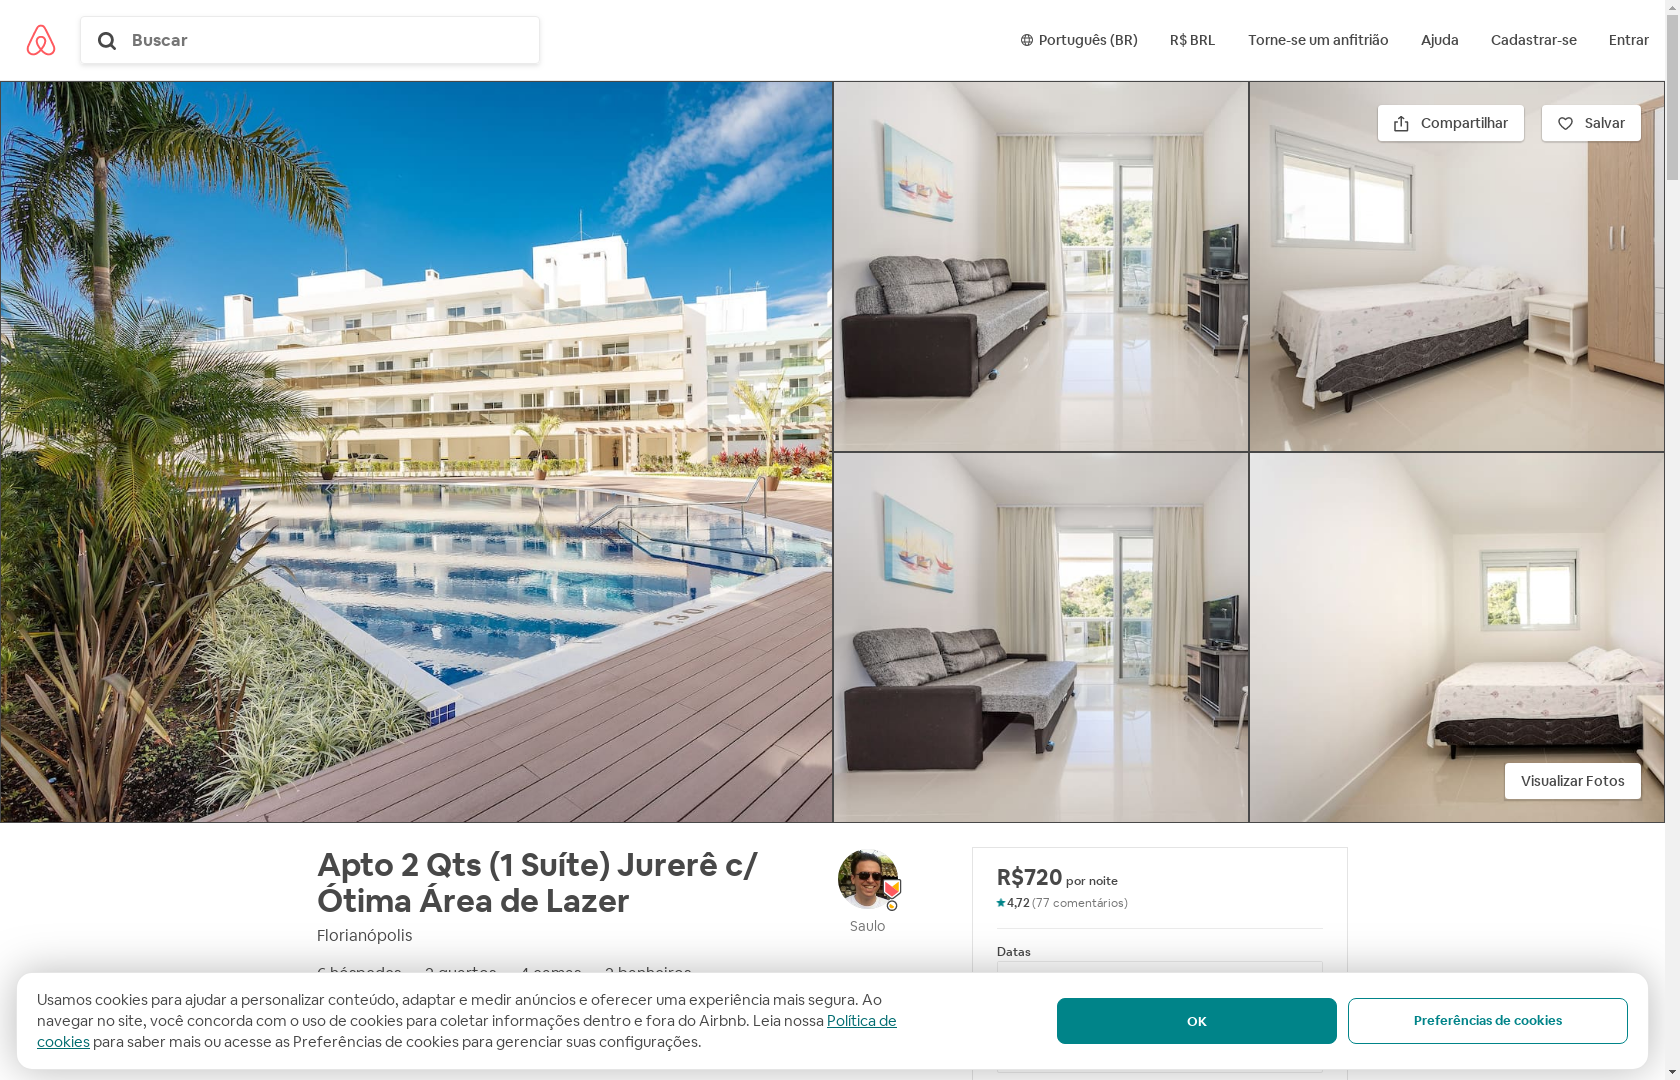 Buscar
Português (BR)
R$ BRL
Torne-se um anfitrião
Ajuda
Cadastrar-se
Entrar
Compartilhar
Salvar
1.30m
Visualizar Fotos
Apto 2 Qts (1 Suíte) Jurerê c/
Ótima Área de Lazer
Florianópolis
Saulo
R$720 por noite
4,72 (77 comentários)
Datas
6 hóspedes
2 quartos
4 camas
2 banheiros
Usamos cookies para ajudar a personalizar conteúdo, adaptar e medir anúncios e oferecer uma experiência mais segura. Ao
navegar no site, você concorda com o uso de cookies para coletar informações dentro e fora do Airbnb. Leia nossa Política de
cookies para saber mais ou acesse as Preferências de cookies para gerenciar suas configurações.
OK
Preferências de cookies